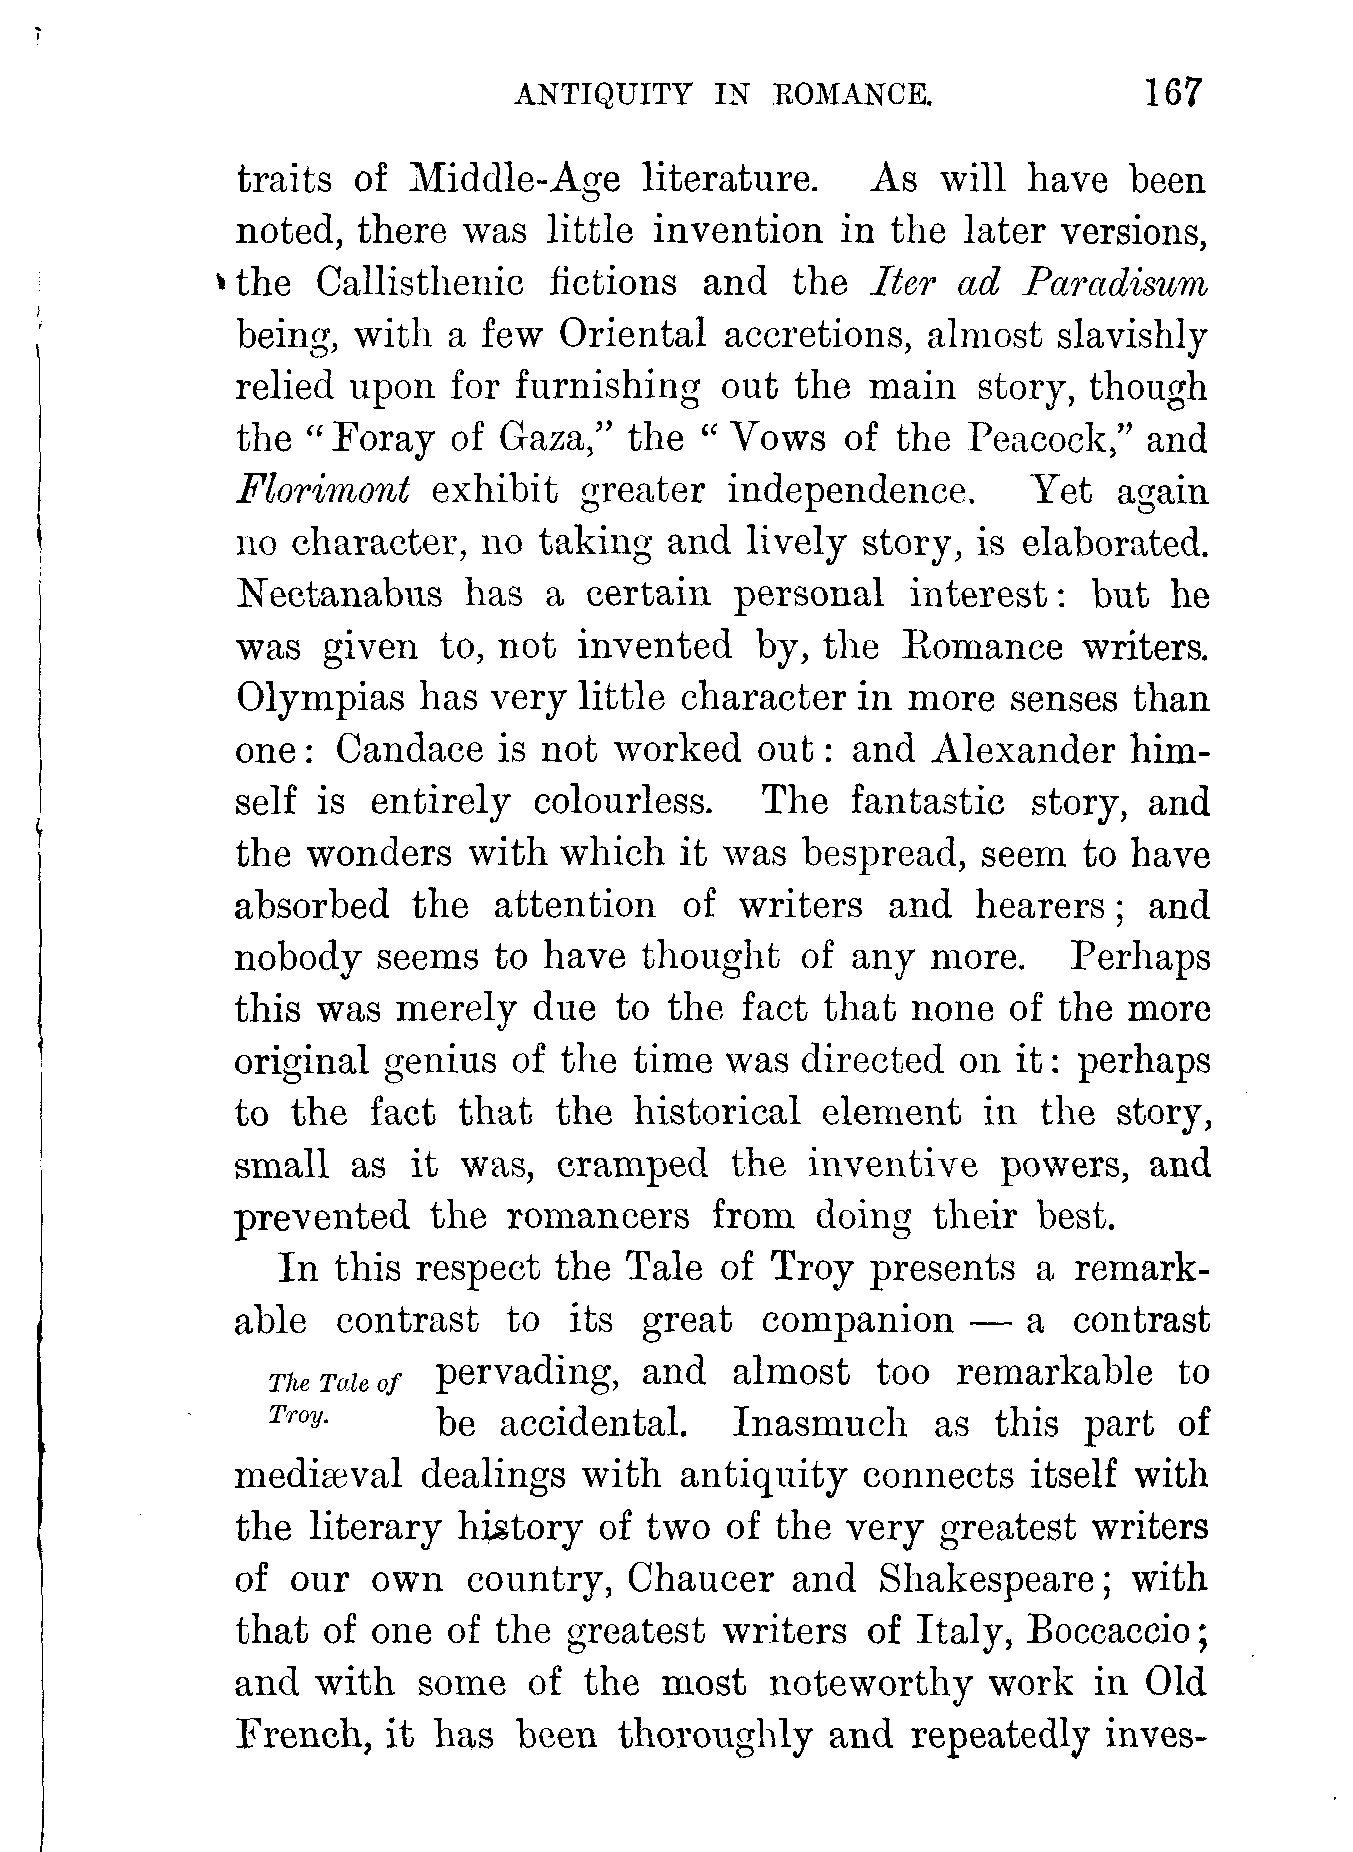 ANTIQUITY IN ROMANCE. 167
traits of Middle-Age literature. As will have been
noted, there was little invention in the later versions,
the Callisthenic fictions and the Iter ad Paradisum
being, with a few Oriental accretions, almost slavishly
relied upon for furnishing out the main story, though
the “Foray of Gaza,” the “Vows of the Peacock,” and
Florimont exhibit greater independence. Yet again
no character, no taking and lively story, is elaborated.
Nectanabus has a certain personal interest: but he
was given to, not invented by, the Romance writers.
Olympias has very little character in more senses than
one: Candace is not worked out: and Alexander him-
self is entirely colourless. The fantastic story, and
the wonders with which it was bespread, seem to have
absorbed the attention of writers and hearers; and
nobody seems to have thought of any more. Perhaps
this was merely due to the fact that none of the more
original genius of the time was directed on it: perhaps
to the fact that the historical element in the story,
small as it was, cramped the inventive powers, and
prevented the romancers from doing their best.
In this respect the Tale of Troy presents a remark-
able contrast to its great companion — a contrast
The Tale of
Troy.
pervading, and almost too remarkable to
be accidental. Inasmuch as this part of
mediæval dealings with antiquity connects itself with
the literary history of two of the very greatest writers
of our own country, Chaucer and Shakespeare; with
that of one of the greatest writers of Italy, Boccaccio;
and with some of the most noteworthy work in Old
French, it has been thoroughly and repeatedly inves-